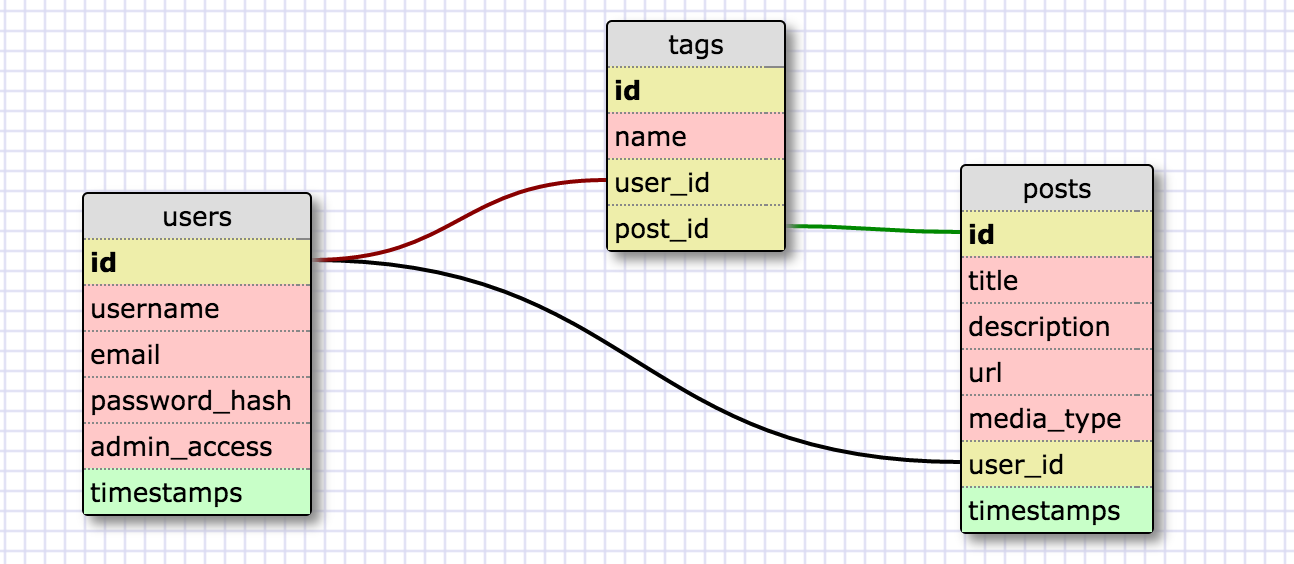 users
id
username
email
password_hash
admin_access
timestamps
tags
id
name
user_id
post_id
posts
id
title
description
url
media_type
user_id
timestamps